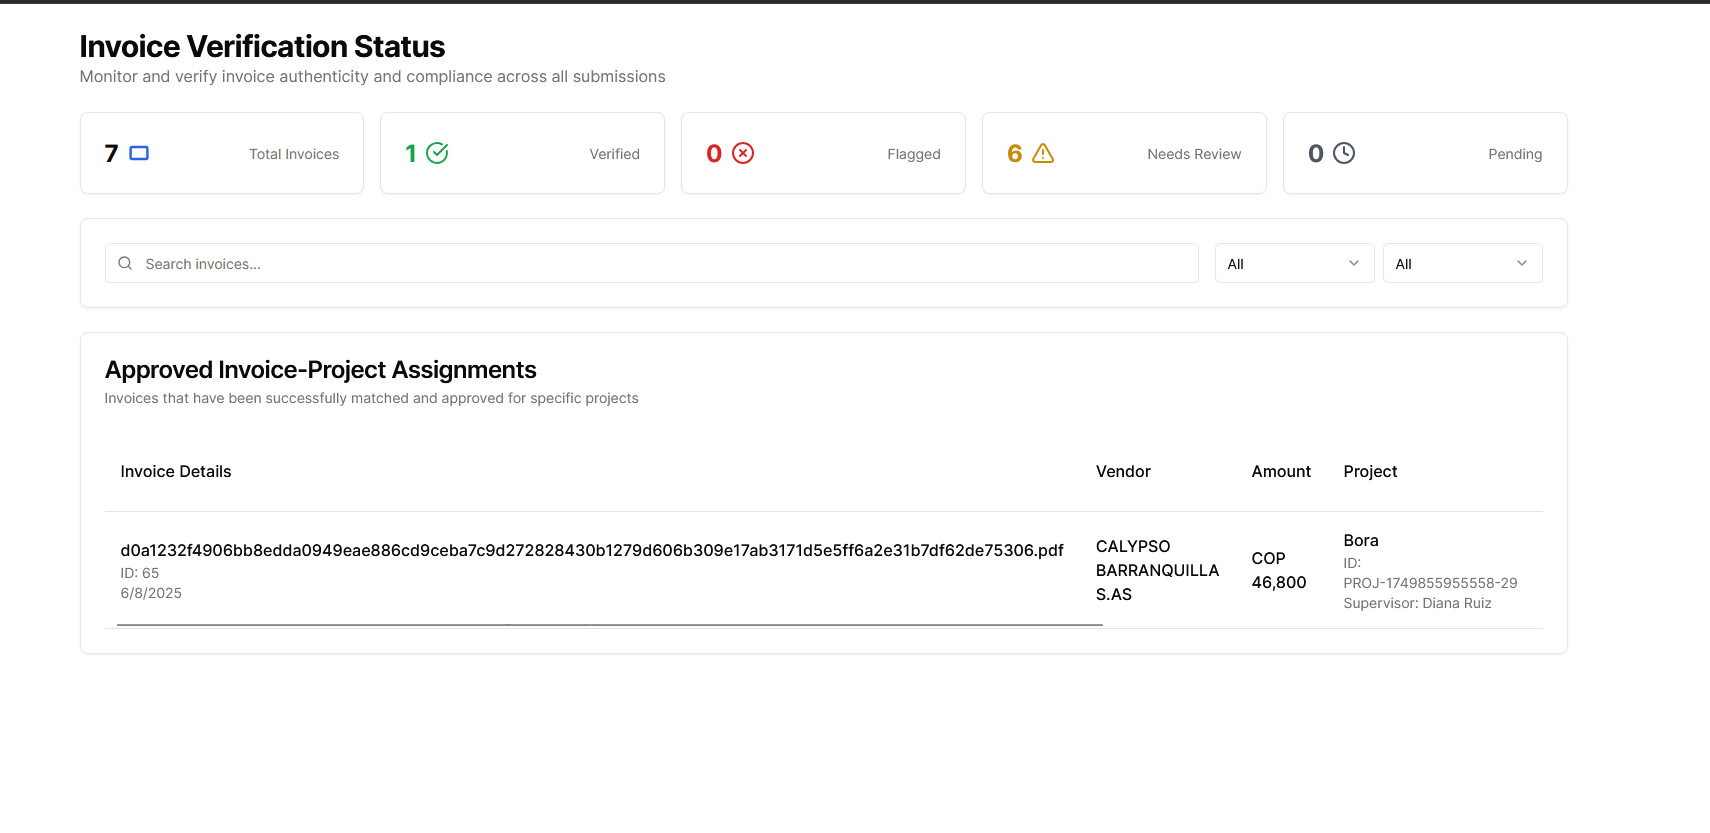 Invoice Verification Status
Monitor and verify invoice authenticity and compliance across all submissions
7 Total Invoices
1 Verified
0 Flagged
6 Needs Review
0 Pending
Search invoices...
All
All
Approved Invoice-Project Assignments
Invoices that have been successfully matched and approved for specific projects
Invoice Details Vendor Amount Project
d0a1232f4906bb8edda0949eae886cd9ceba7c9d272828430b1279d606b309e17ab3171d5e5ff6a2e31b7df62de75306.pdf
ID: 65
6/8/2025
CALYPSO
BARRANQUILLA
S.AS
COP
46,800
Bora
ID:
PROJ-1749855955558-29
Supervisor: Diana Ruiz